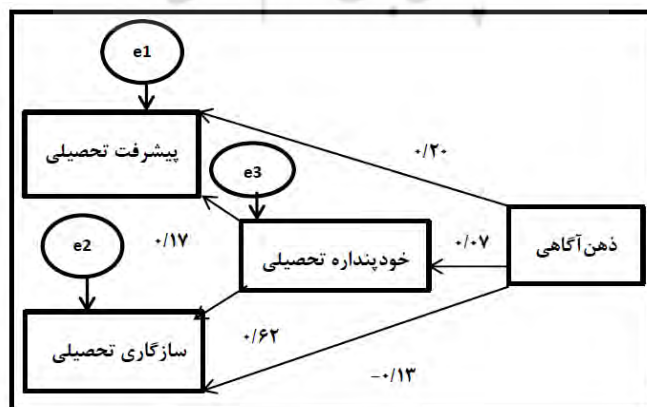 e1
پیشرفت تحصیلی
۰/۲۰
e3
ذهن‌آگاهی
۰/۱۷
خودپنداره تحصیلی
۰/۰۷
e2
سازگاری تحصیلی
۰/۶۲
-۰/۱۳